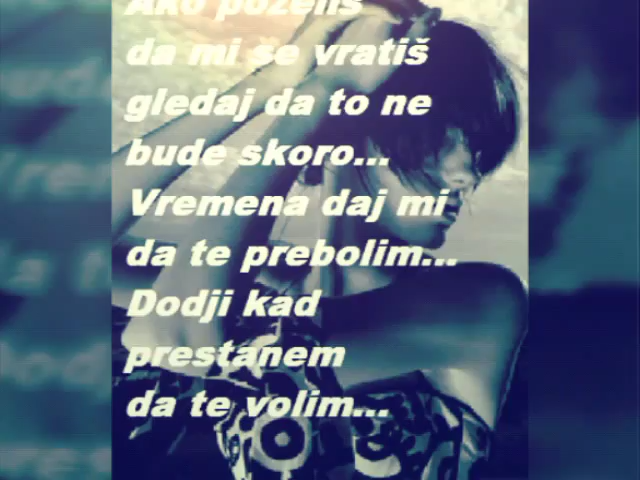 Ako poželiš
da mi se vratiš
gledaj da to ne
bude skoro...
Vremena daj mi
da te prebolim...
Dodji kad
prestanem
da te volim...